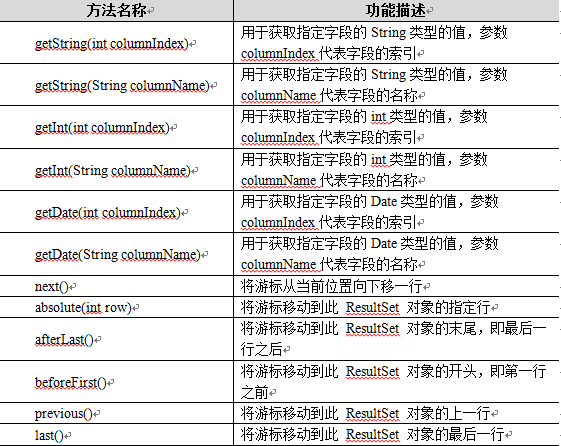 方法名称 功能描述
getString(int columnIndex) 用于获取指定字段的 String 类型的值，参数
columnIndex 代表字段的索引
getString(String columnName) 用于获取指定字段的 String 类型的值，参数
columnName 代表字段的名称
getInt(int columnIndex) 用于获取指定字段的 int 类型的值，参数
columnIndex 代表字段的索引
getInt(String columnName) 用于获取指定字段的 int 类型的值，参数
columnName 代表字段的名称
getDate(int columnIndex) 用于获取指定字段的 Date 类型的值，参数
columnIndex 代表字段的索引
getDate(String columnName) 用于获取指定字段的 Date 类型的值，参数
columnName 代表字段的名称
next() 将游标从当前位置向下移一行
absolute(int row) 将游标移动到此 ResultSet 对象的指定行
afterLast() 将游标移动到此 ResultSet 对象的末尾，即最后一
行之后
beforeFirst() 将游标移动到此 ResultSet 对象的开头，即第一行
之前
previous() 将游标移动到此 ResultSet 对象的上一行
last() 将游标移动到此 ResultSet 对象的最后一行